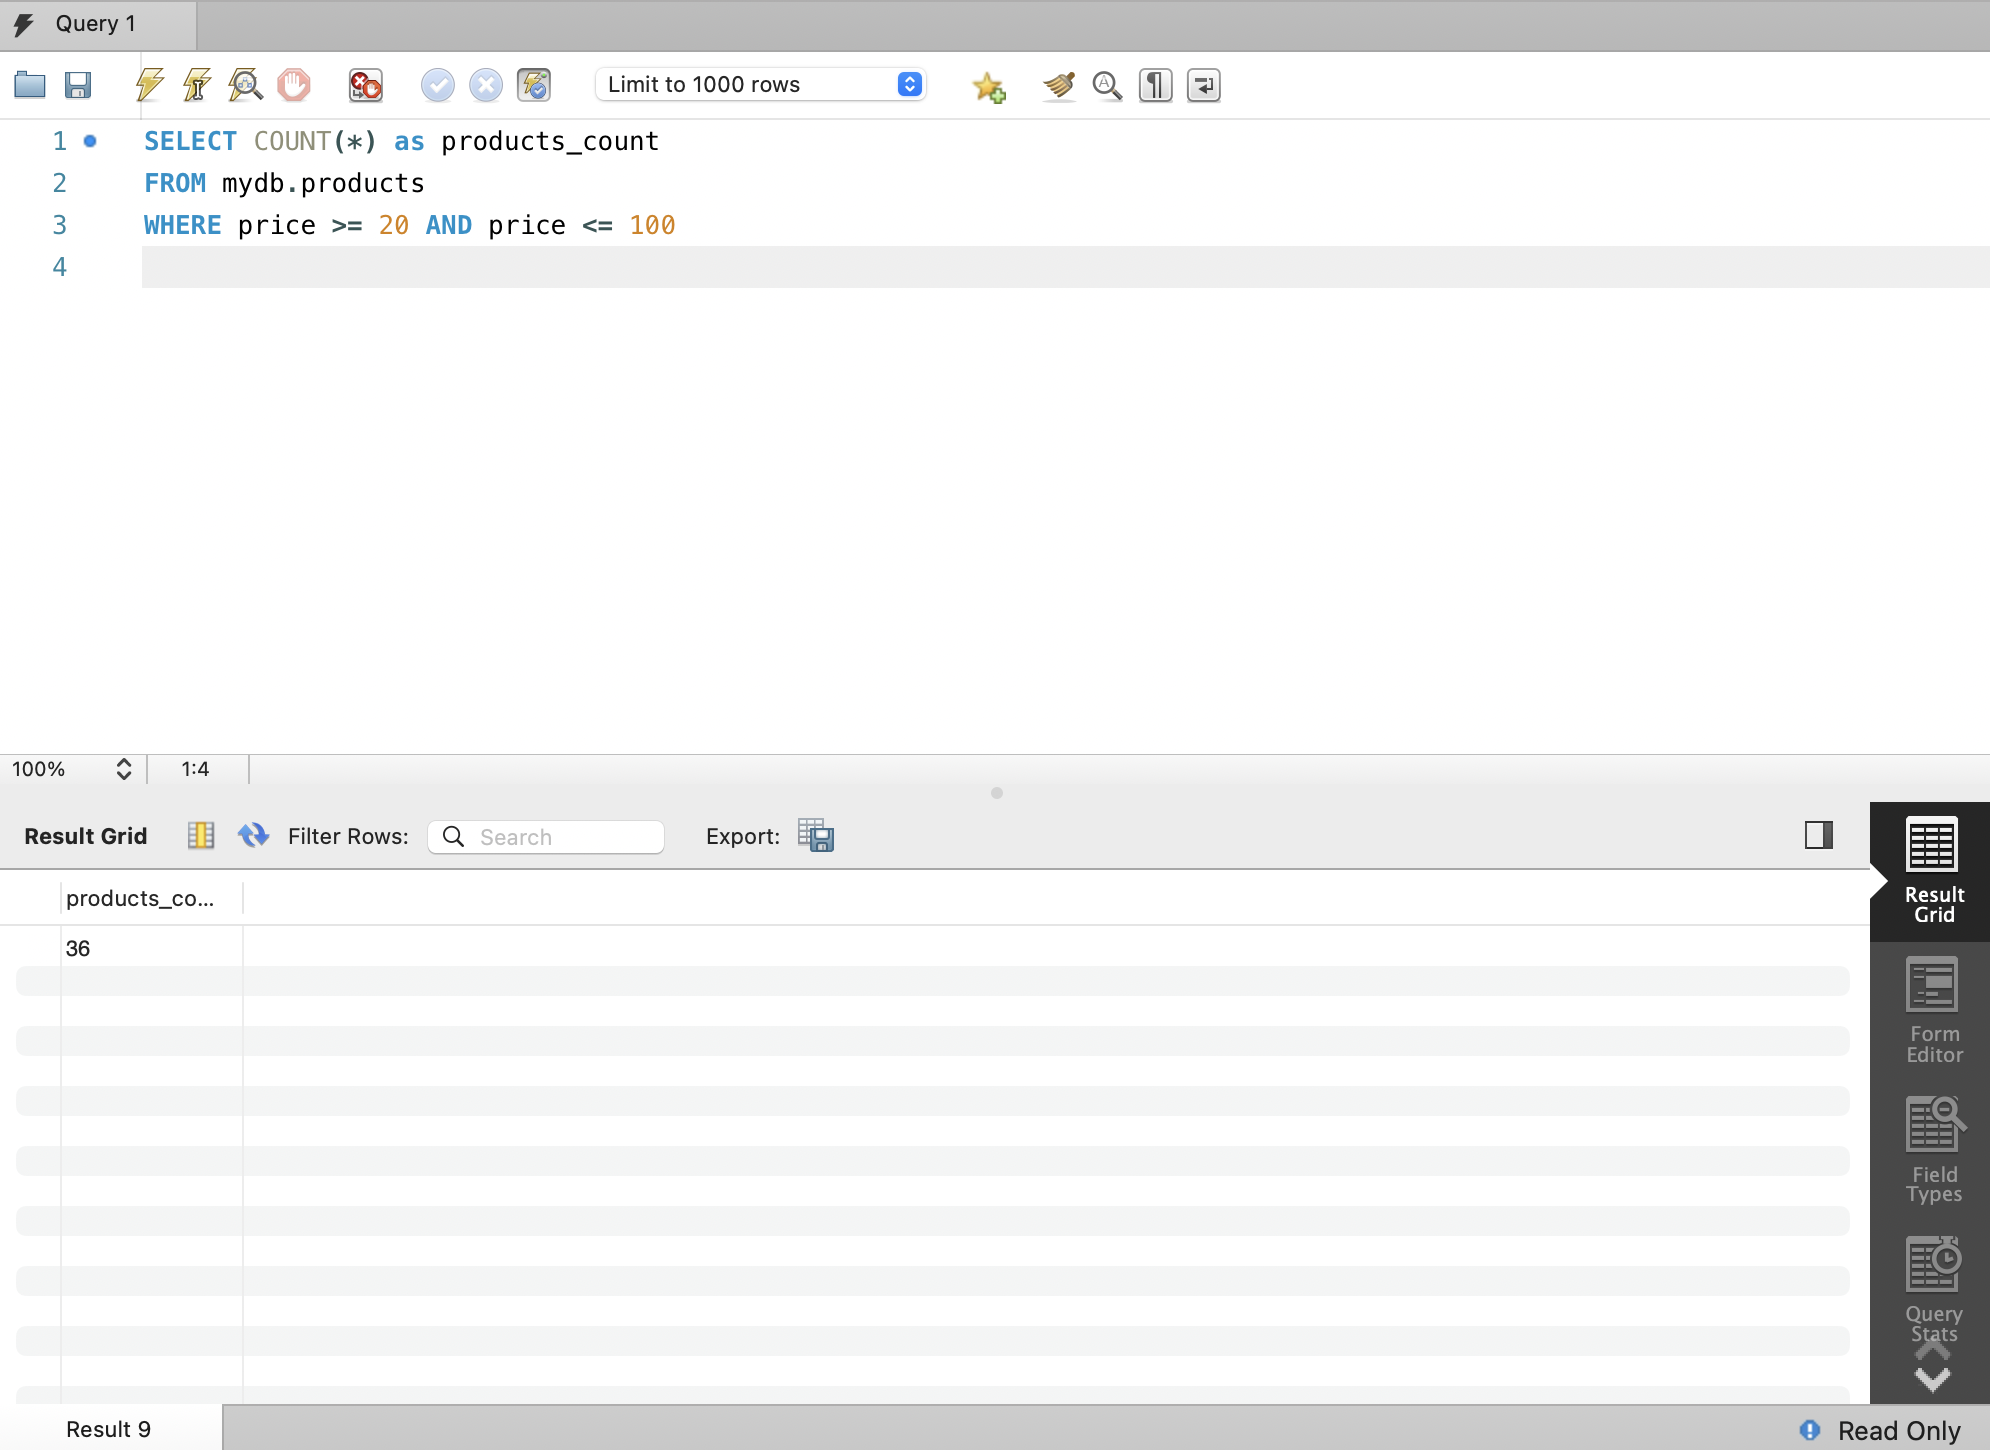 Query 1
Limit to 1000 rows
1 SELECT COUNT(*) as products_count
2 FROM mydb.products
3 WHERE price >= 20 AND price <= 100
4
100% 1:4
Result Grid Filter Rows: Search Export:
products_co...
36
Result
Grid
Form
Editor
Field
Types
Query
Stats
Result 9
Read Only